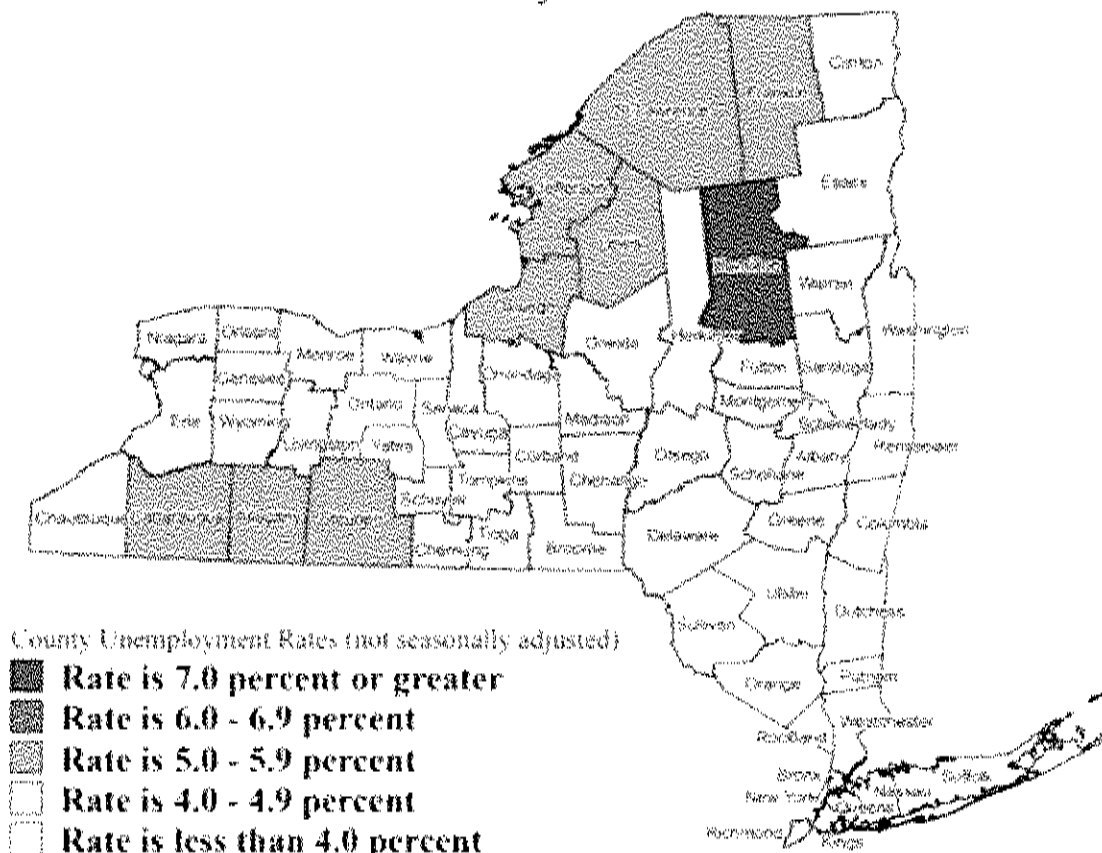 Clinton
Essex
Warren
Washington
Niagara
Orleans
Monroe
Wayne
Genesee
Oneida
Herkimer
Fulton
Saratoga
Onondaga
Ontario
Seneca
Montgomery
Erie
Wyoming
Livingston
Yates
Cayuga
Madison
Schenectady
Cortland
Otsego
Schoharie
Albany
Rensselaer
Tompkins
Chenango
Schuyler
Chautauqua
Cattaraugus
Chemung
Tioga
Broome
Delaware
Greene
Columbia
Ulster
Dutchess
Sullivan
Orange
Putnam
Westchester
Rockland
Bronx
New York
Nassau
Suffolk
Queens
Richmond
Kings
County Unemployment Rates (not seasonally adjusted)
Rate is 7.0 percent or greater
Rate is 6.0 - 6.9 percent
Rate is 5.0 - 5.9 percent
Rate is 4.0 - 4.9 percent
Rate is less than 4.0 percent